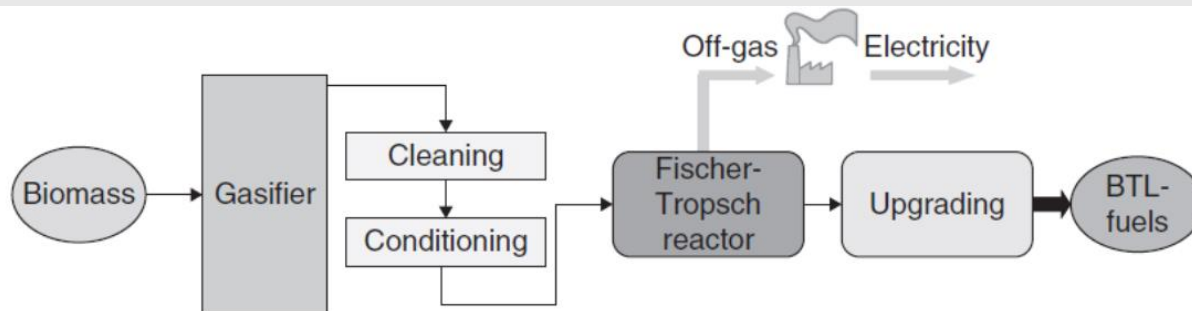 Off-gas
Electricity
Biomass
Gasifier
Cleaning
Conditioning
Fischer-
Tropsch
reactor
Upgrading
BTL-
fuels